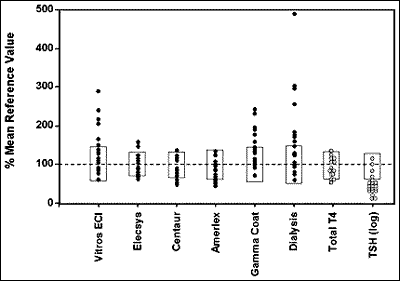 % Mean Reference Value
500
400
300
200
100
0
Vitros ECI
Elecsys
Centaur
Amerlex
Gamma Coat
Dialysis
Total T4
TSH (log)